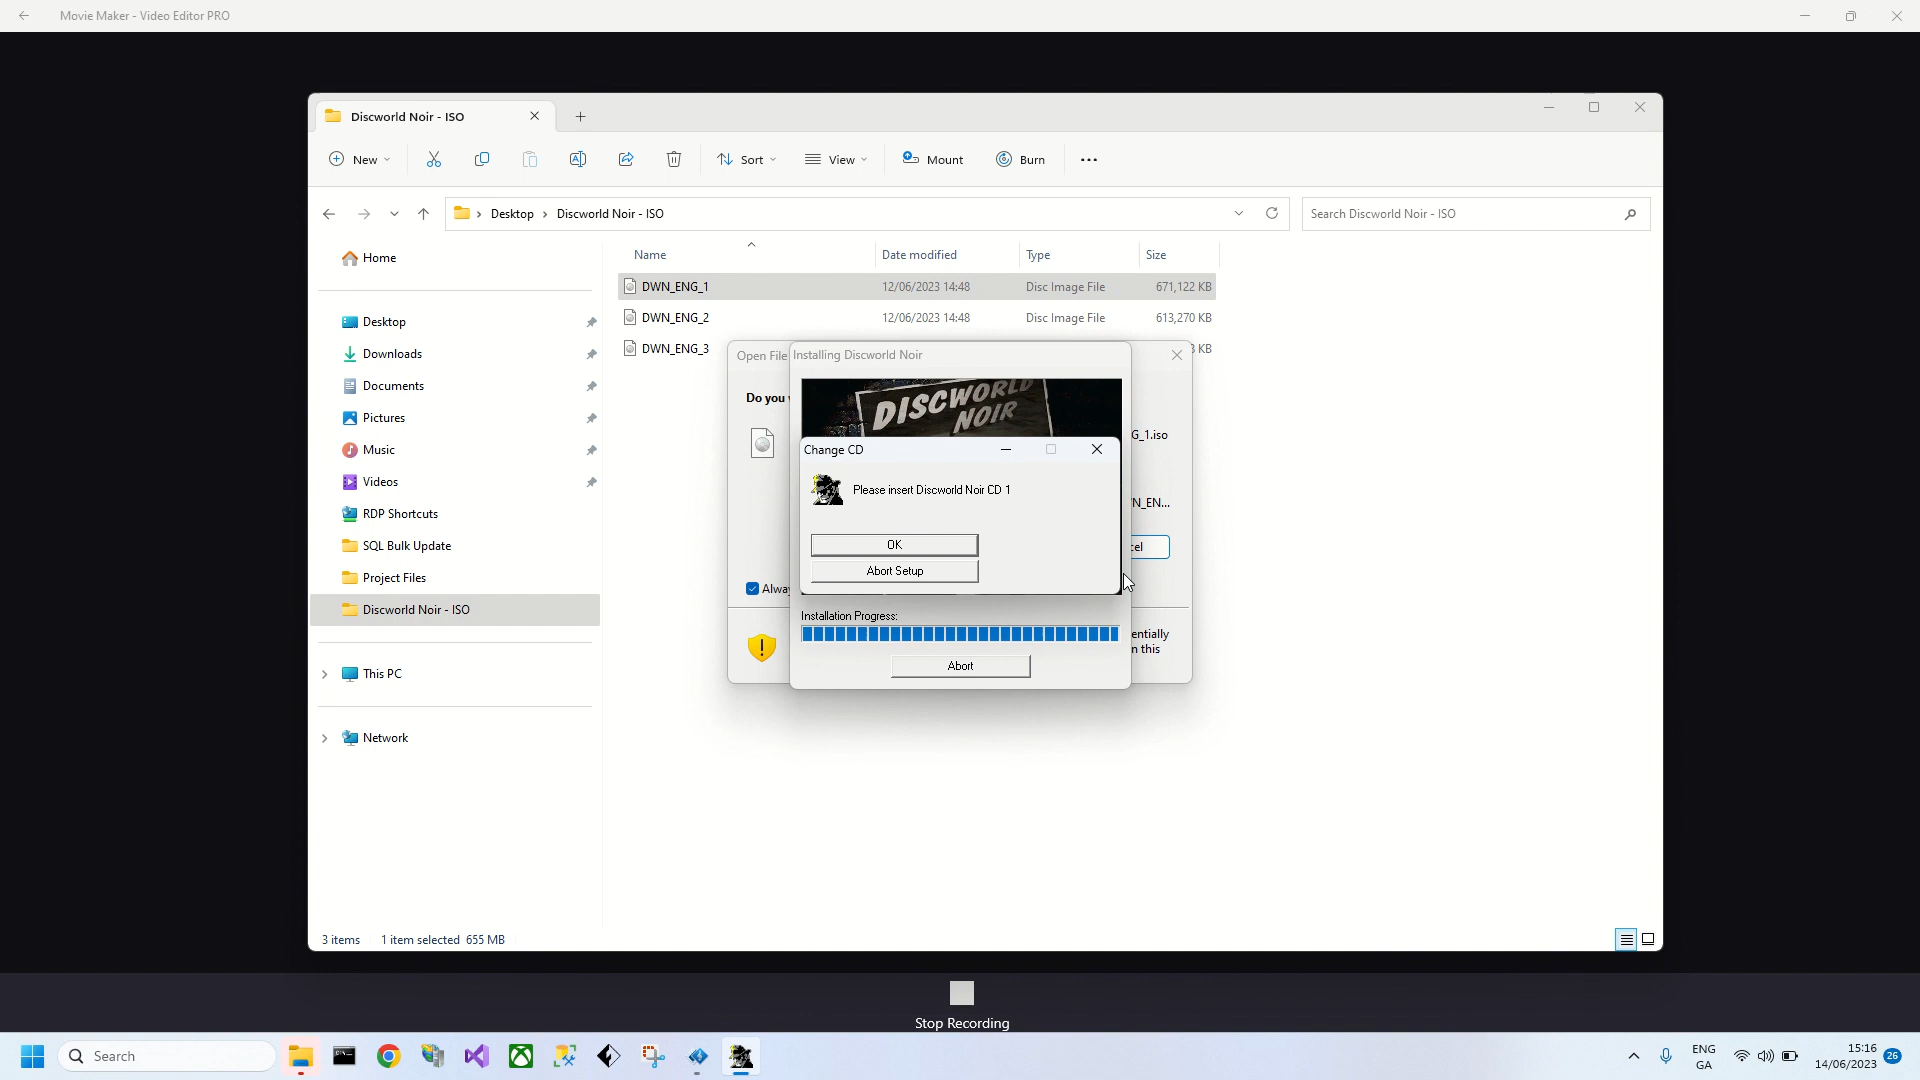 Movie Maker - Video Editor PRO
Discworld Noir - ISO
New
Sort
View
Mount
Burn
Desktop
Discworld Noir - ISO
Search Discworld Noir - ISO
Home
Desktop
Downloads
Documents
Pictures
Music
Videos
RDP Shortcuts
SQL Bulk Update
Project Files
Discworld Noir - ISO
This PC
Network
Name
Date modified
Type
Size
DWN_ENG_1
12/06/2023 14:48
Disc Image File
671,122 KB
DWN_ENG_2
12/06/2023 14:48
Disc Image File
613,270 KB
DWN_ENG_3
KB
Open File
Do you
G_1.iso
N_EN...
cel
Alway
entially
n this
Installing Discworld Noir
DISCWORLD
NOIR
Change CD
Please insert Discworld Noir CD 1
OK
Abort Setup
Installation Progress:
Abort
3 items
1 item selected 655 MB
Stop Recording
Search
ENG
GA
15:16
14/06/2023
26